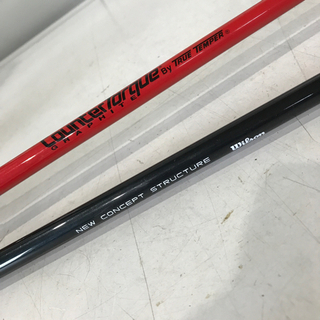 CounterTorque By TRUE TEMPER®
GRAPHITE
NEW CONCEPT STRUCTURE Wilson